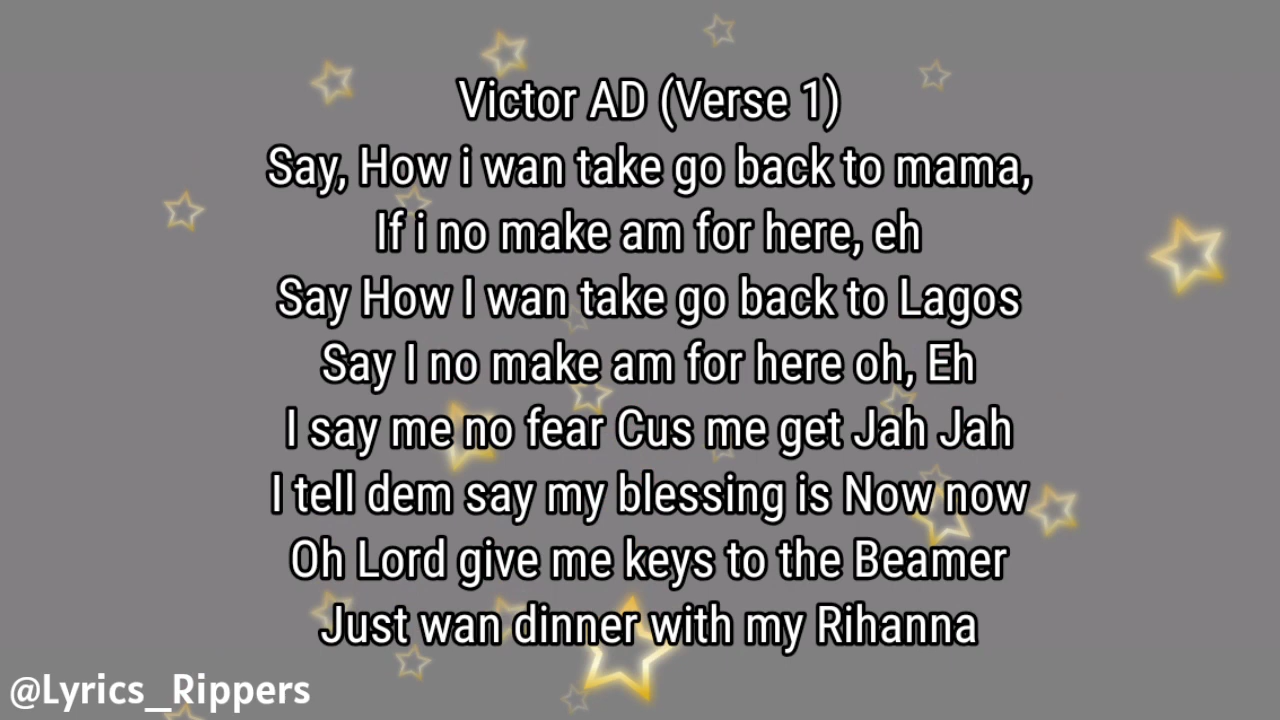 Victor AD (Verse 1)
Say, How i wan take go back to mama,
If i no make am for here, eh
Say How I wan take go back to Lagos
Say I no make am for here oh, Eh
I say me no fear Cus me get Jah Jah
I tell dem say my blessing is Now now
Oh Lord give me keys to the Beamer
Just wan dinner with my Rihanna
@Lyrics_Rippers